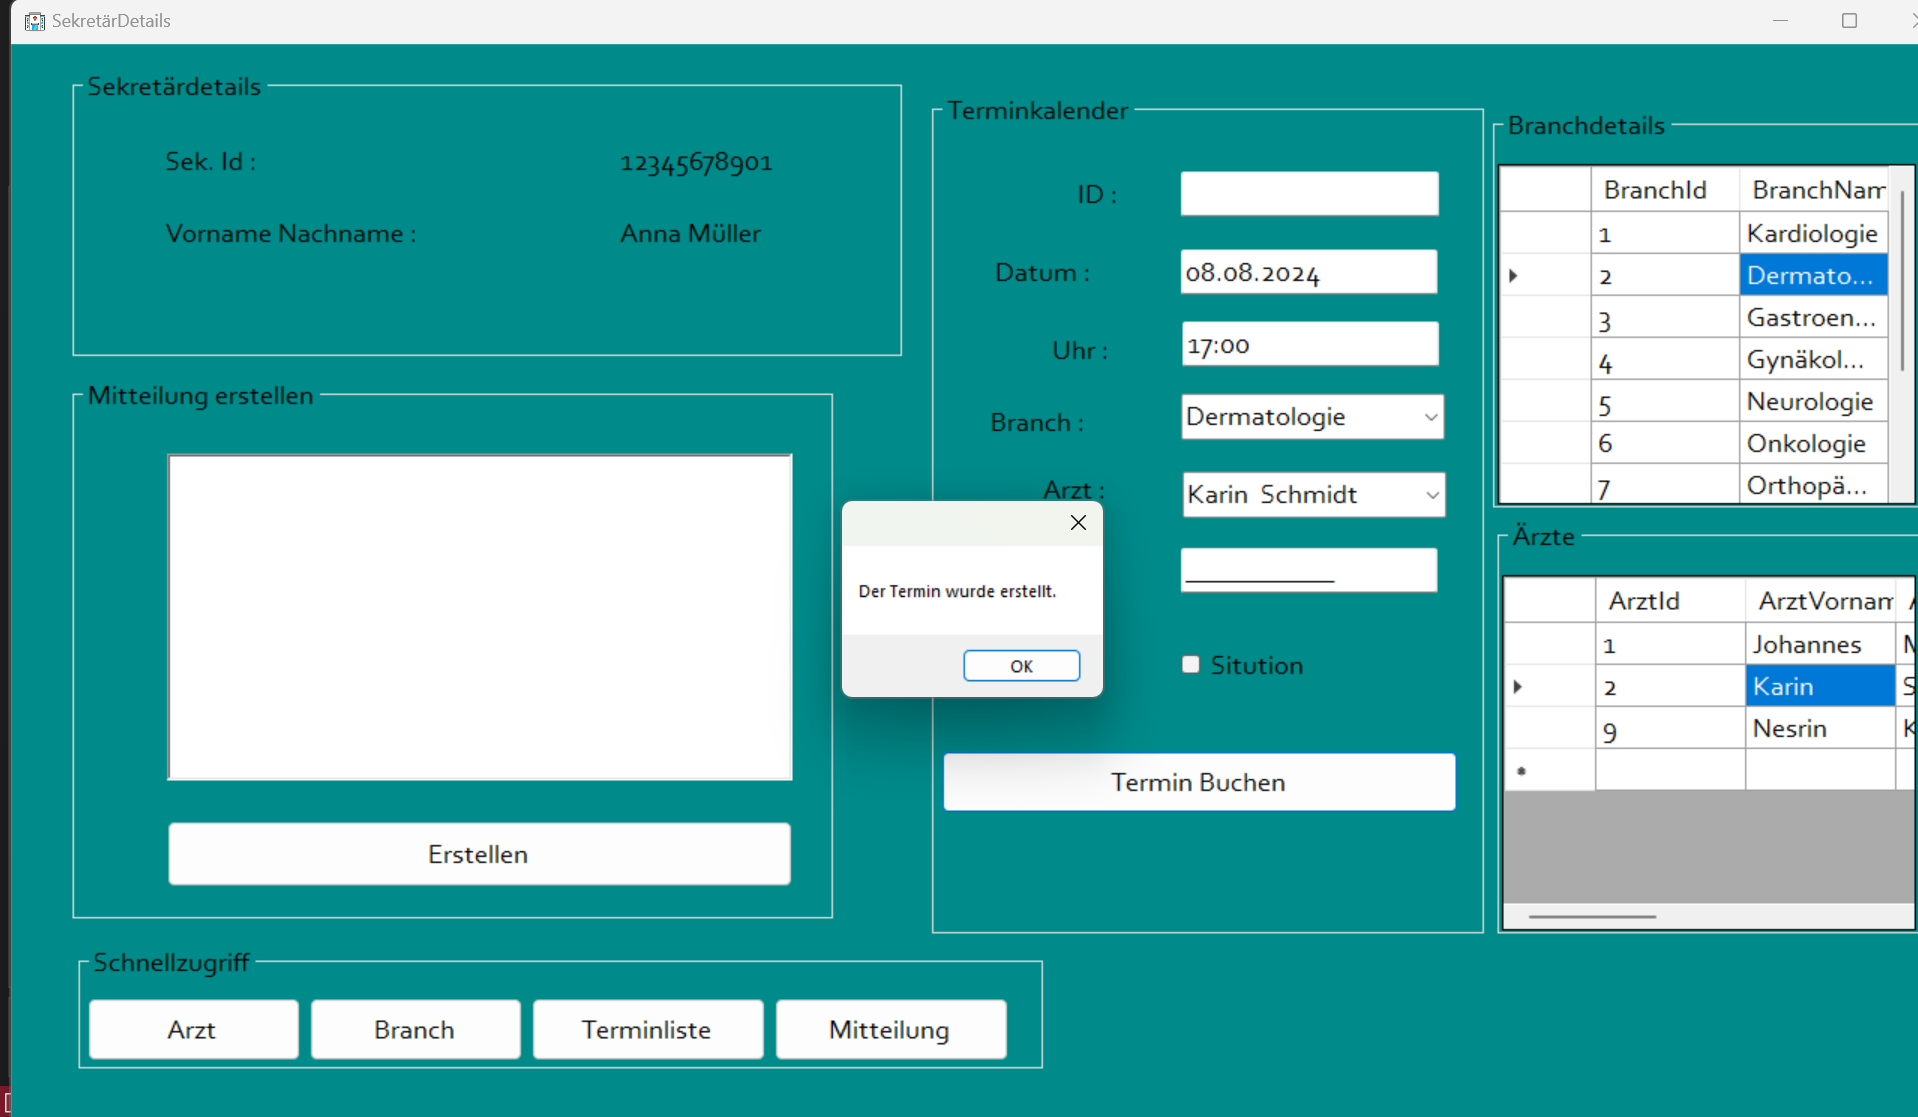 SekretärDetails
Sekretärdetails
Sek. Id :
12345678901
Vorname Nachname :
Anna Müller
Mitteilung erstellen
Erstellen
Schnellzugriff
Arzt
Branch
Terminliste
Mitteilung
Terminkalender
ID :
Datum :
08.08.2024
Uhr :
17:00
Branch :
Dermatologie
Arzt :
Karin  Schmidt
Sitution
Termin Buchen
Der Termin wurde erstellt.
OK
Branchdetails
BranchId BranchNam
1 Kardiologie
2 Dermato...
3 Gastroen...
4 Gynäkol...
5 Neurologie
6 Onkologie
7 Orthopä...
Ärzte
ArztId ArztVornam
1 Johannes M
2 Karin S
9 Nesrin K